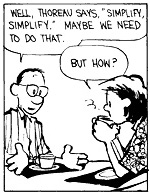 WELL, THOREAU SAYS, "SIMPLIFY,
SIMPLIFY." MAYBE WE NEED
TO DO THAT.
BUT HOW?